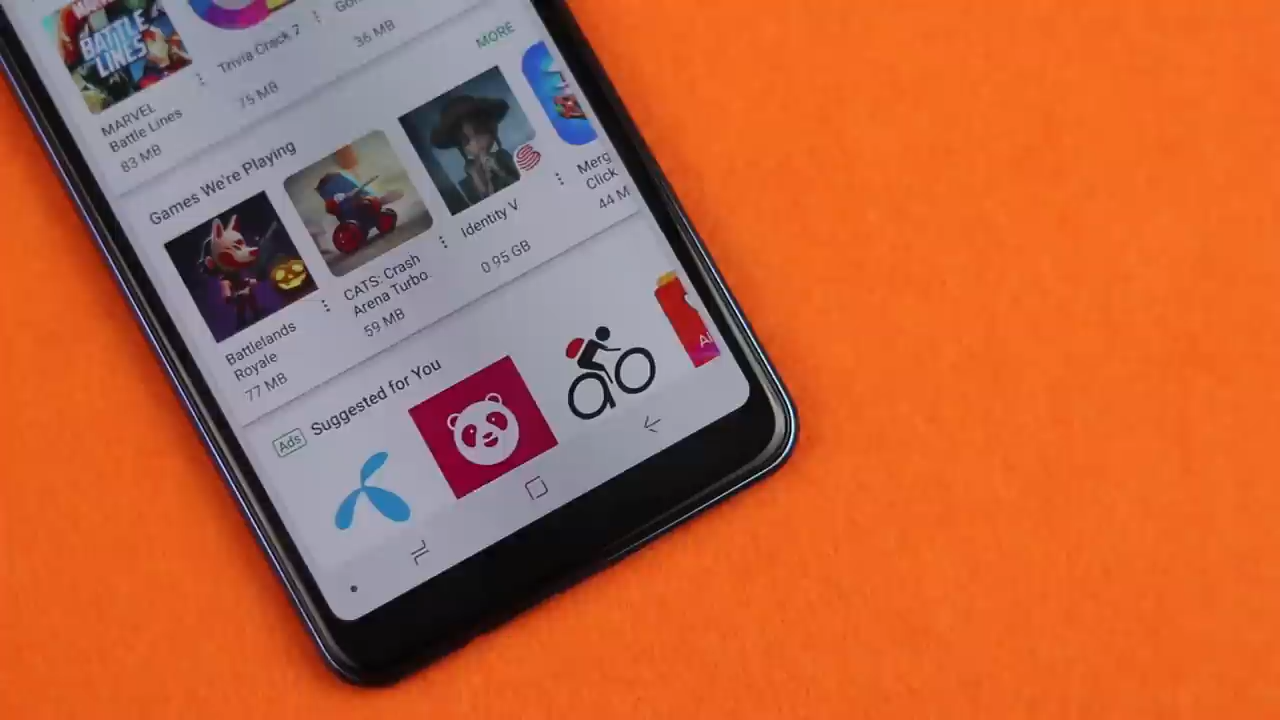 MARVEL
BATTLE
LINES
MARVEL
Battle Lines
83 MB
Trivia Crack 2
75 MB
36 MB
MORE
Games We're Playing
Battlelands
Royale
77 MB
CATS: Crash
Arena Turbo
59 MB
Identity V
0.95 GB
Merg
Click
44 M
Ads
Suggested for You